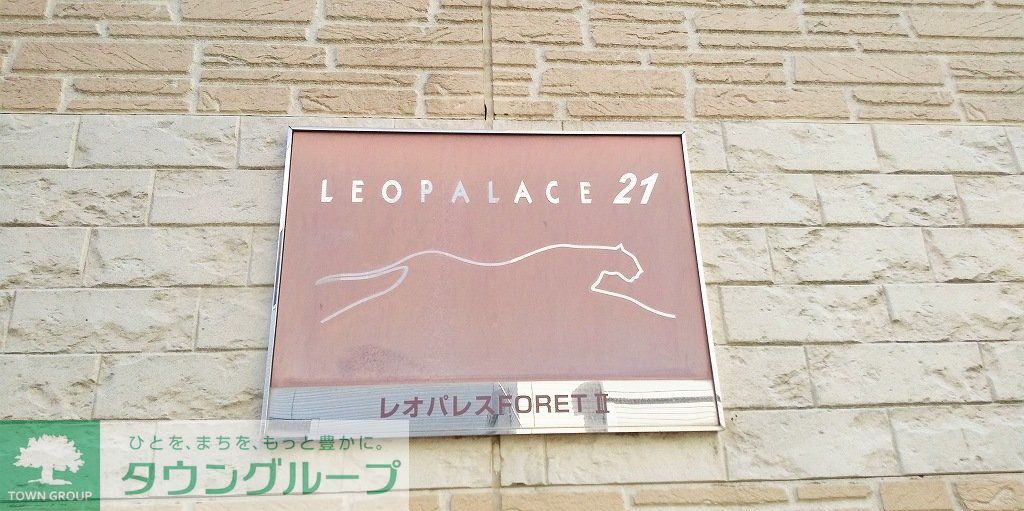 LEOPALACE 21
レオパレスFORET Ⅱ
ひとを、まちを、もっと豊かに。
タウングループ
TOWN GROUP